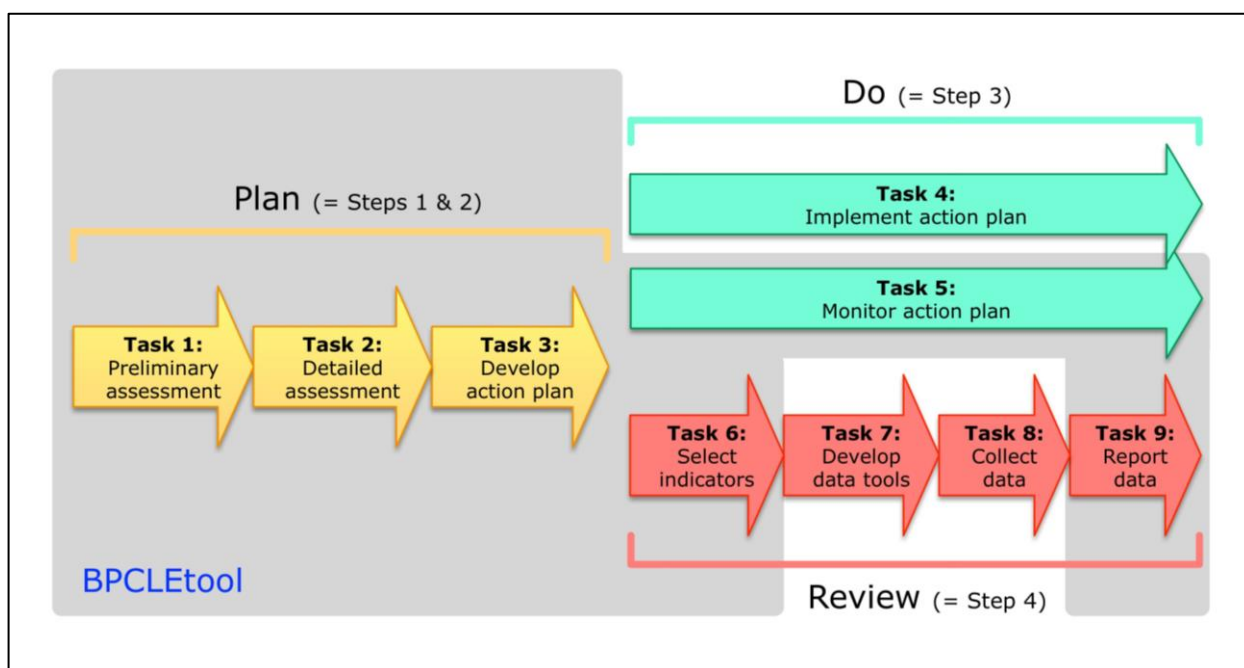 Do (= Step 3)
Plan (= Steps 1 & 2)
Task 4:
Implement action plan
Task 5:
Monitor action plan
Task 1:
Preliminary
assessment
Task 2:
Detailed
assessment
Task 3:
Develop
action plan
Task 6:
Select
indicators
Task 7:
Develop
data tools
Task 8:
Collect
data
Task 9:
Report
data
BPCLEtool
Review (= Step 4)